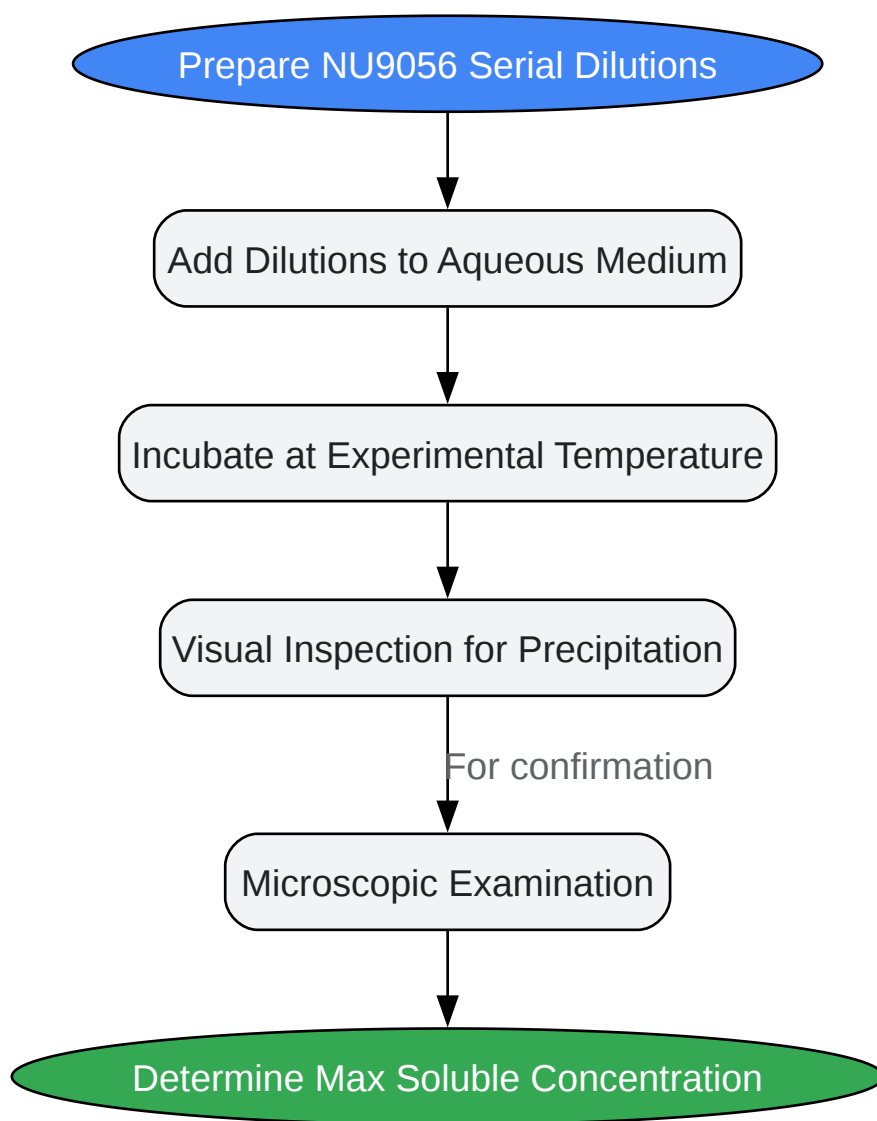 Prepare NU9056 Serial Dilutions
Add Dilutions to Aqueous Medium
Incubate at Experimental Temperature
Visual Inspection for Precipitation
For confirmation
Microscopic Examination
Determine Max Soluble Concentration